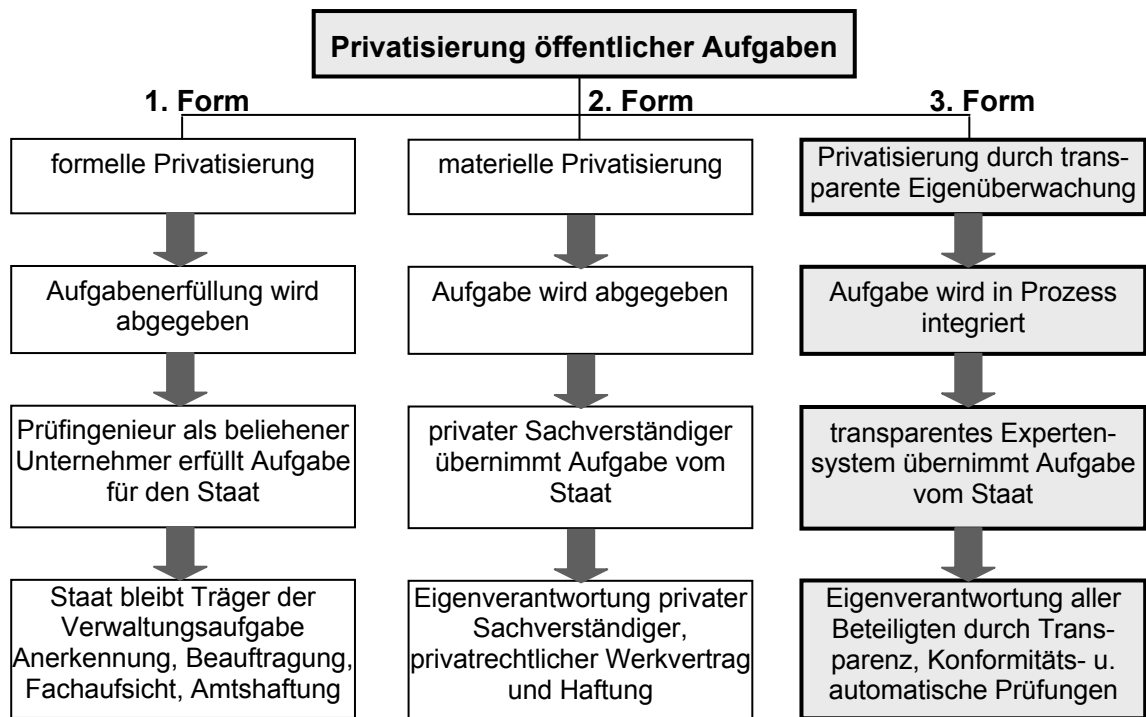 Privatisierung öffentlicher Aufgaben
1. Form
2. Form
3. Form
formelle Privatisierung
materielle Privatisierung
Privatisierung durch trans-
parente Eigenüberwachung
Aufgabenerfüllung wird
abgegeben
Aufgabe wird abgegeben
Aufgabe wird in Prozess
integriert
Prüfingenieur als beliehener
Unternehmer erfüllt Aufgabe
für den Staat
privater Sachverständiger
übernimmt Aufgabe vom
Staat
transparentes Experten-
system übernimmt Aufgabe
vom Staat
Staat bleibt Träger der
Verwaltungsaufgabe
Anerkennung, Beauftragung,
Fachaufsicht, Amtshaftung
Eigenverantwortung privater
Sachverständiger,
privatrechtlicher Werkvertrag
und Haftung
Eigenverantwortung aller
Beteiligten durch Trans-
parenz, Konformitäts- u.
automatische Prüfungen